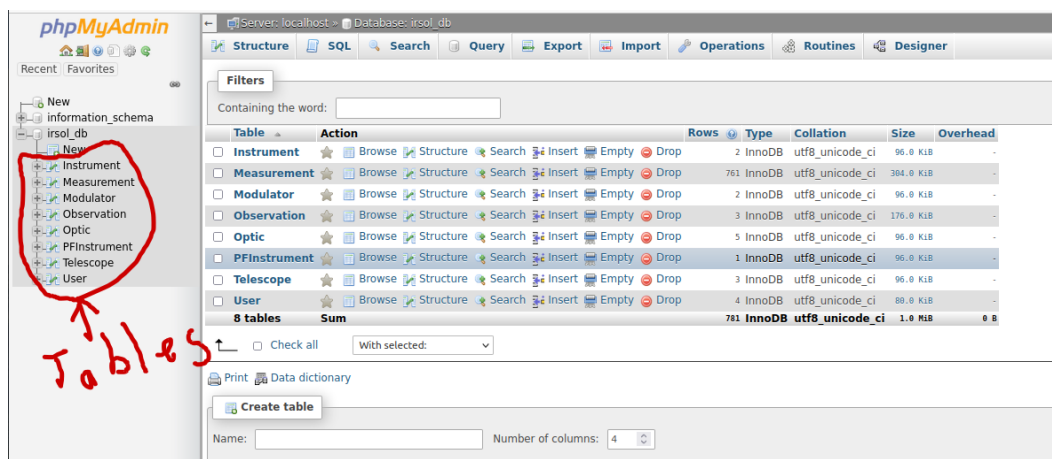 phpMyAdmin
Recent Favorites
New
information_schema
irsol_db
New
Instrument
Measurement
Modulator
Observation
Optic
PFInstrument
Telescope
User
Tables
Server: localhost » Database: irsol_db
Structure SQL Search Query Export Import Operations Routines Designer
Filters
Containing the word:
Table Action Rows Type Collation Size Overhead
Instrument Browse Structure Search Insert Empty Drop 2 InnoDB utf8_unicode_ci 96.0 KiB -
Measurement Browse Structure Search Insert Empty Drop 761 InnoDB utf8_unicode_ci 304.0 KiB -
Modulator Browse Structure Search Insert Empty Drop 2 InnoDB utf8_unicode_ci 96.0 KiB -
Observation Browse Structure Search Insert Empty Drop 3 InnoDB utf8_unicode_ci 176.0 KiB -
Optic Browse Structure Search Insert Empty Drop 5 InnoDB utf8_unicode_ci 96.0 KiB -
PFInstrument Browse Structure Search Insert Empty Drop 1 InnoDB utf8_unicode_ci 96.0 KiB -
Telescope Browse Structure Search Insert Empty Drop 3 InnoDB utf8_unicode_ci 96.0 KiB -
User Browse Structure Search Insert Empty Drop 4 InnoDB utf8_unicode_ci 80.0 KiB -
8 tables Sum 781 InnoDB utf8_unicode_ci 1.0 MiB 0 B
Check all With selected:
Print Data dictionary
Create table
Name: Number of columns: 4